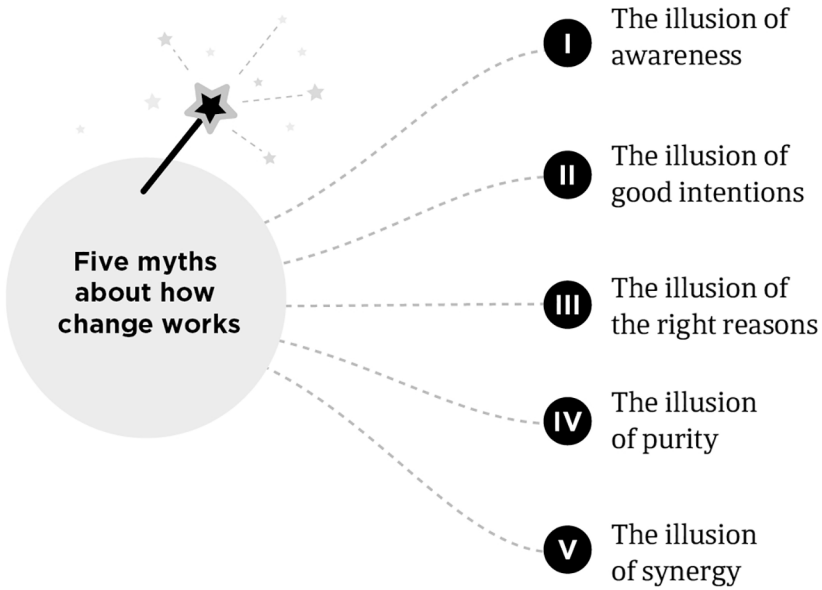 Five myths
about how
change works
I
The illusion of
awareness
II
The illusion of
good intentions
III
The illusion of
the right reasons
IV
The illusion
of purity
V
The illusion
of synergy